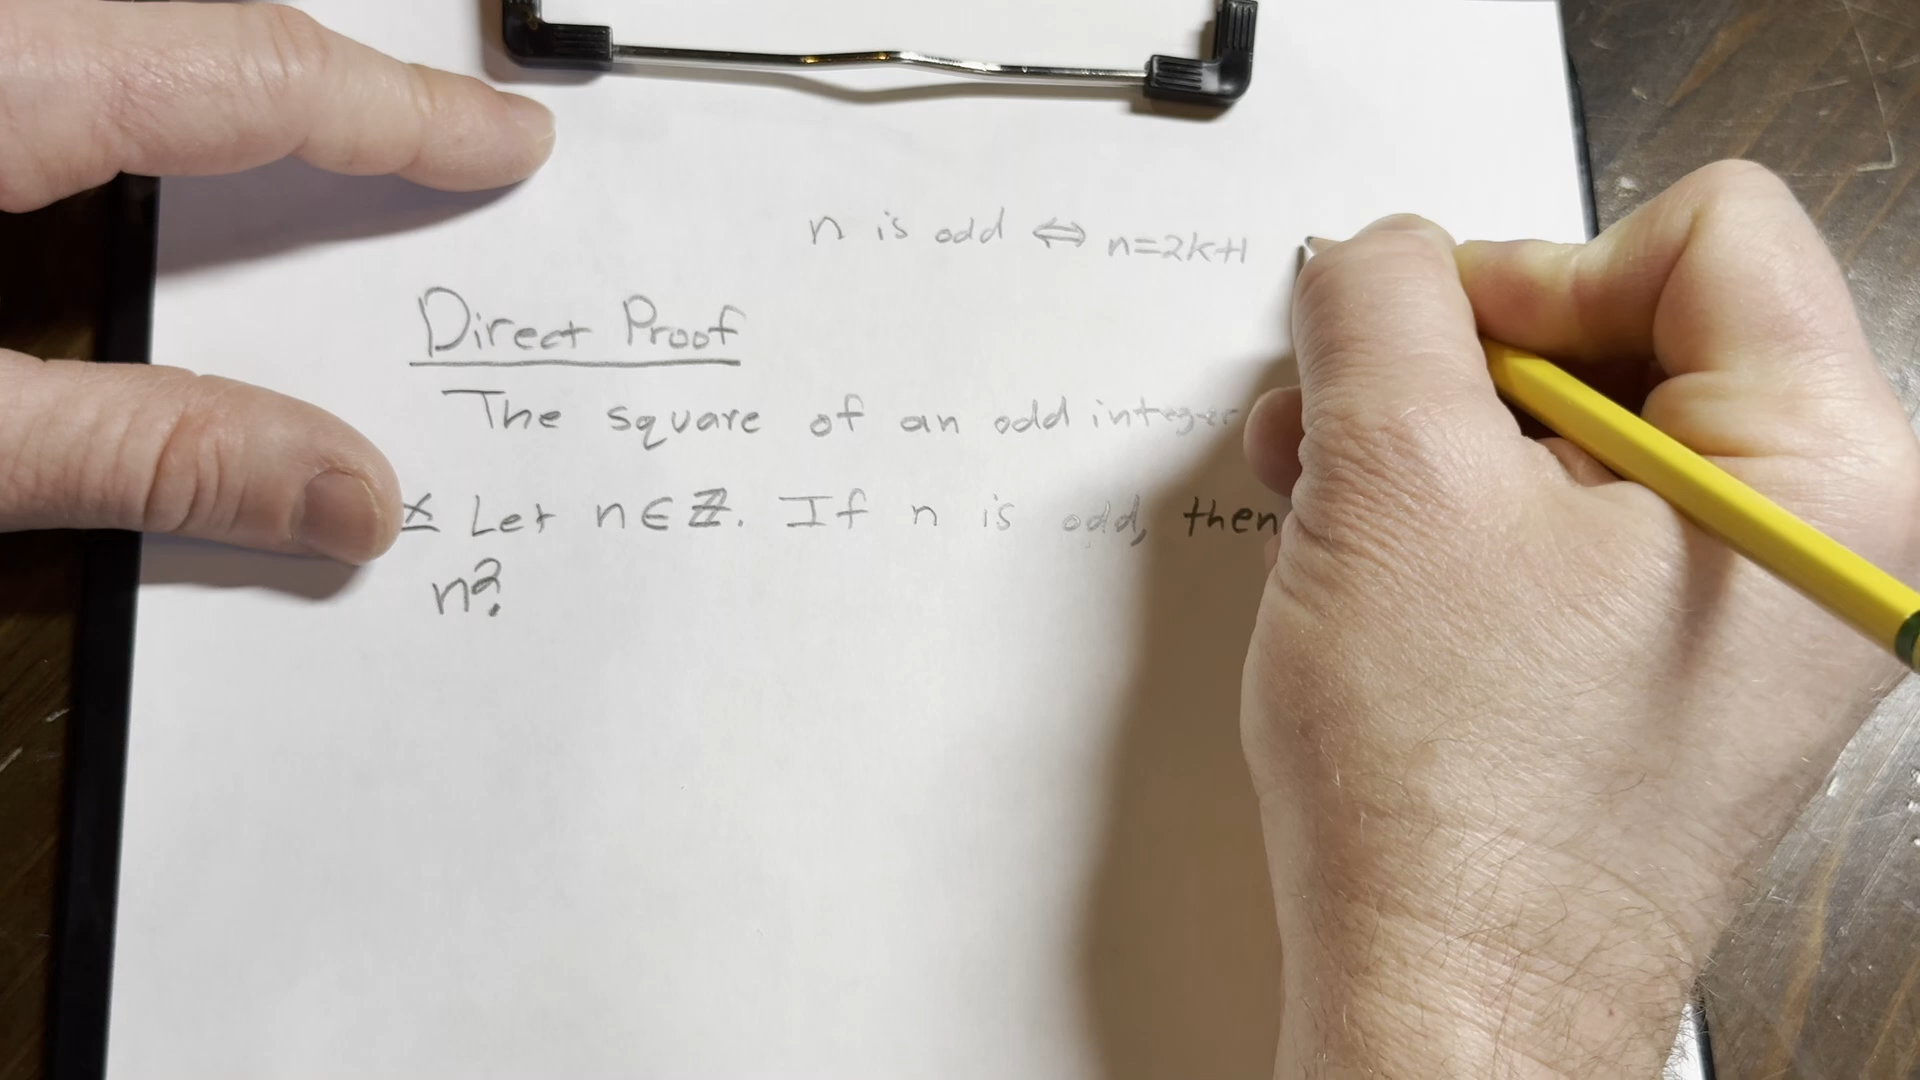 n is odd ⇔ n=2k+1
Direct Proof
The square of an odd integer
Let n∈ℤ. If n is odd, then
n².